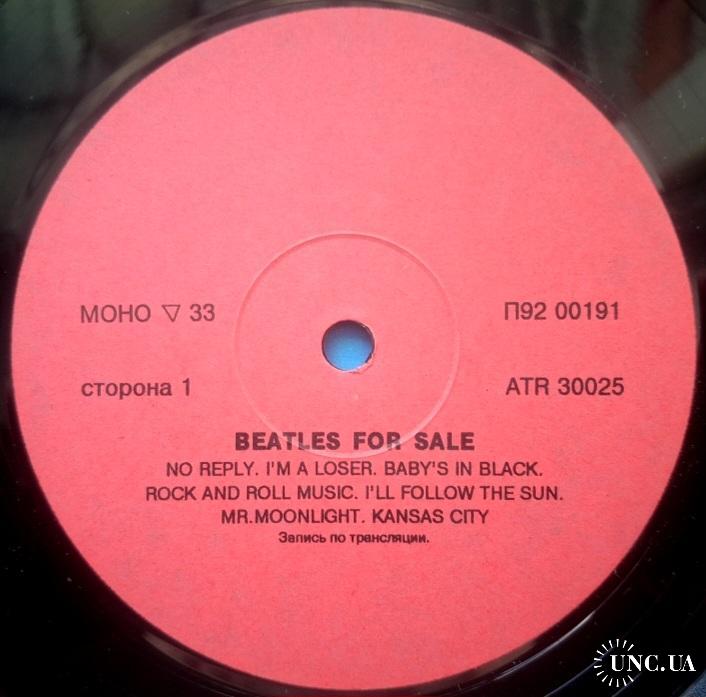 МОНО ▽ 33
П92 00191
сторона 1
ATR 30025
BEATLES FOR SALE
NO REPLY. I'M A LOSER. BABY'S IN BLACK.
ROCK AND ROLL MUSIC. I'LL FOLLOW THE SUN.
MR.MOONLIGHT. KANSAS CITY
Запись по трансляции.
UNC.UA